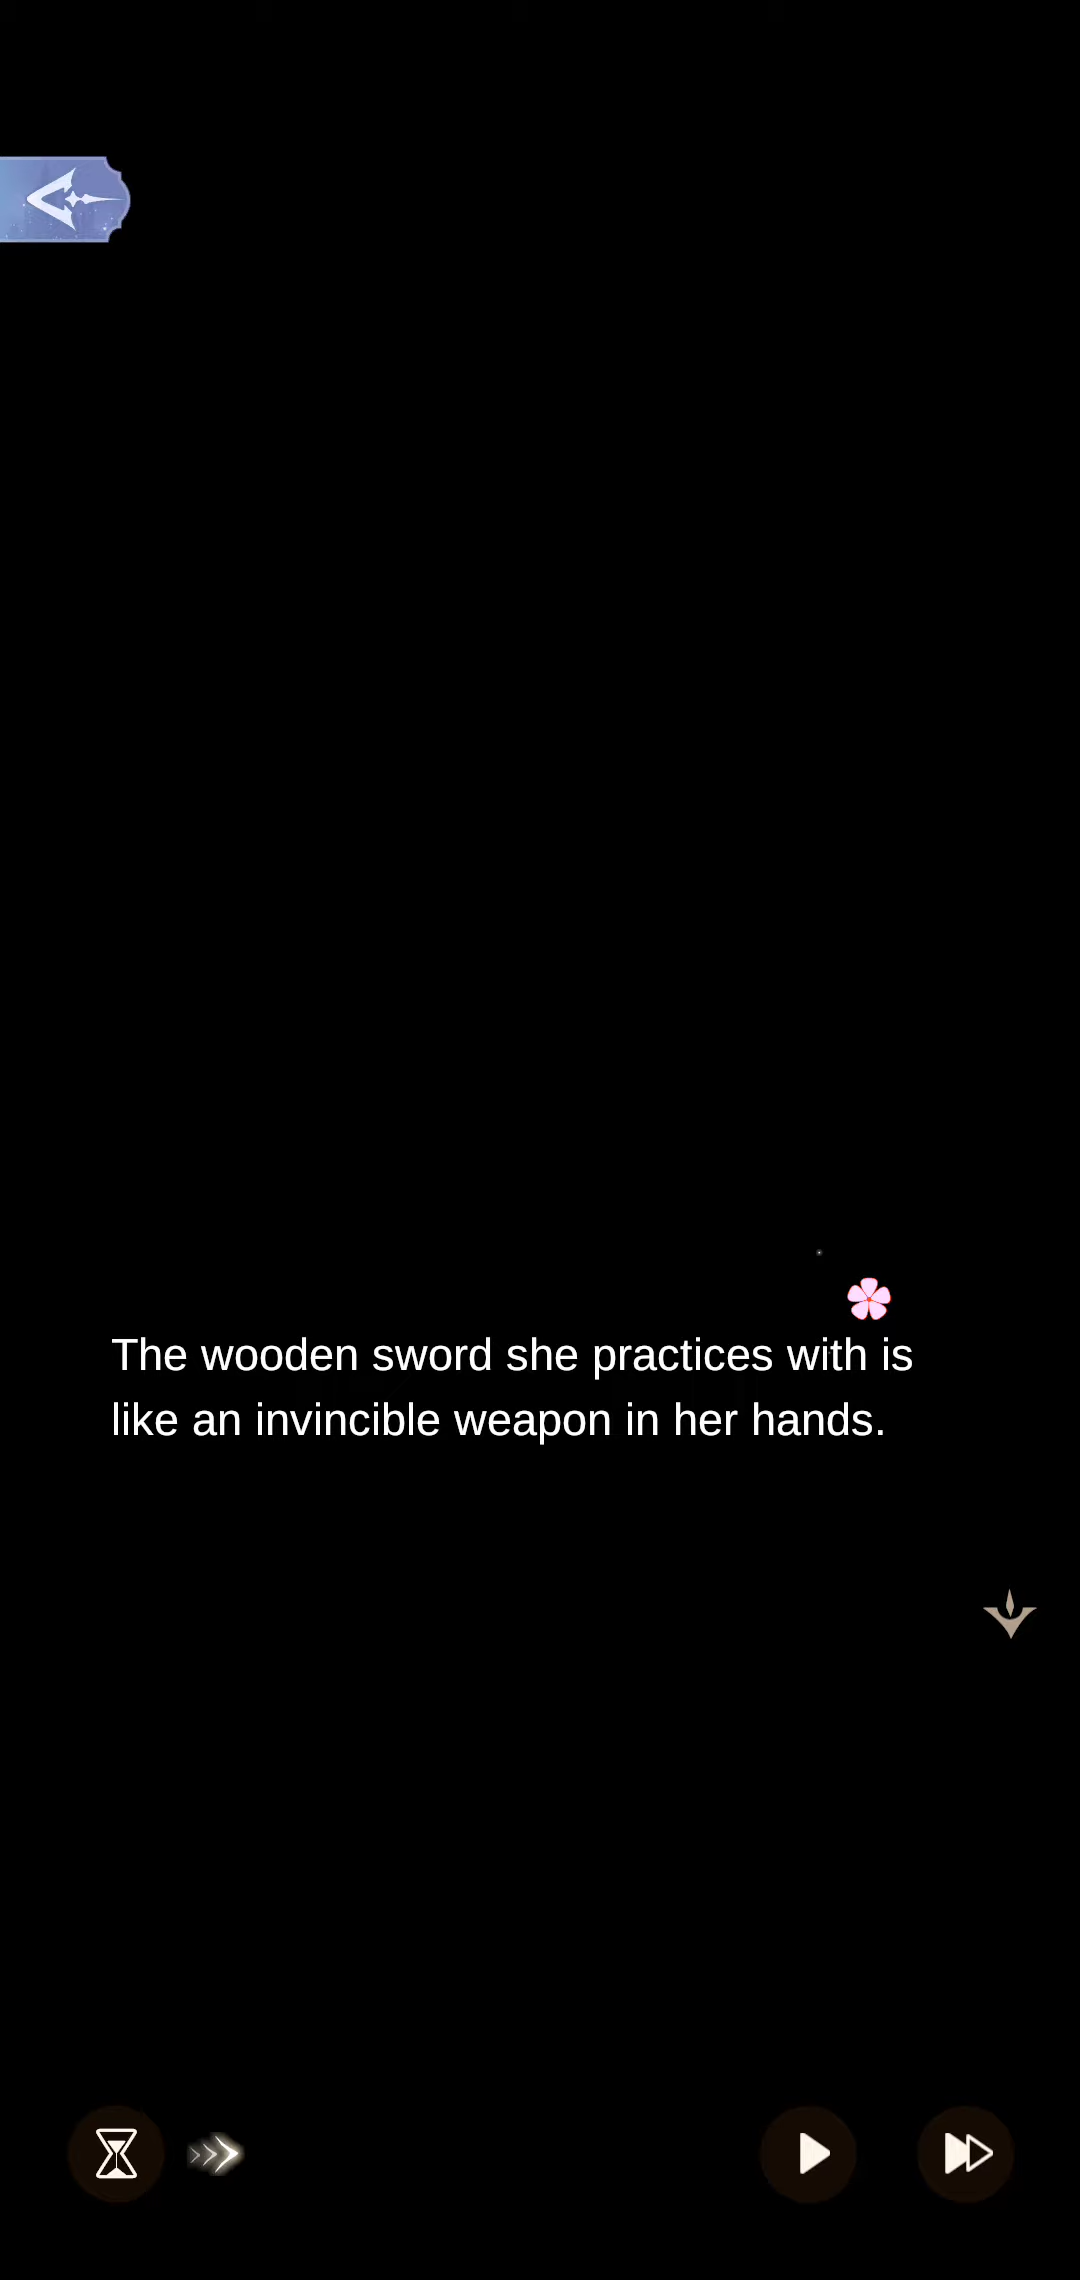 The wooden sword she practices with is
like an invincible weapon in her hands.